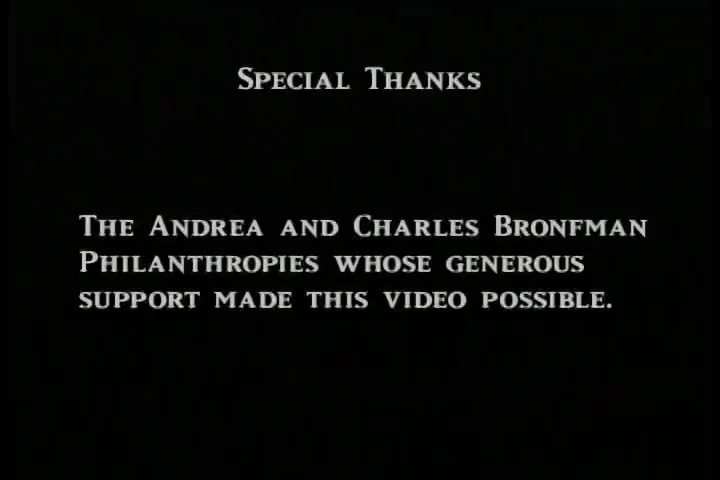 Special Thanks
The Andrea and Charles Bronfman
Philanthropies whose generous
support made this video possible.